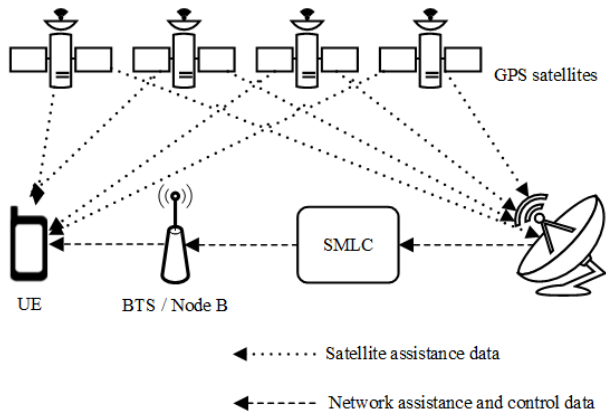 GPS satellites
SMLC
UE
BTS / Node B
Satellite assistance data
Network assistance and control data